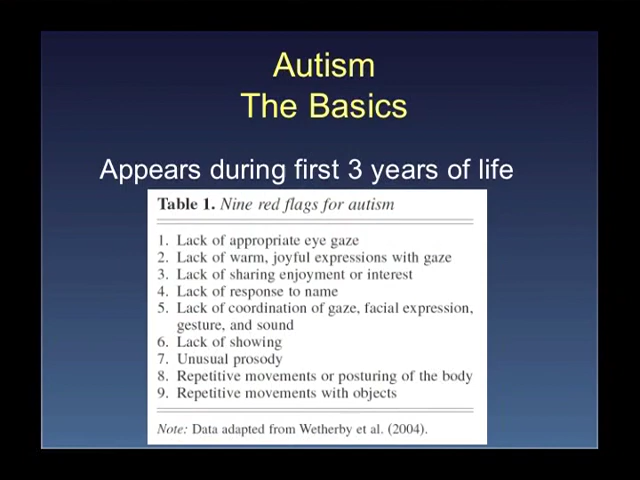 Autism
The Basics
Appears during first 3 years of life
Table 1. Nine red flags for autism
1. Lack of appropriate eye gaze
2. Lack of warm, joyful expressions with gaze
3. Lack of sharing enjoyment or interest
4. Lack of response to name
5. Lack of coordination of gaze, facial expression,
gesture, and sound
6. Lack of showing
7. Unusual prosody
8. Repetitive movements or posturing of the body
9. Repetitive movements with objects
Note: Data adapted from Wetherby et al. (2004).